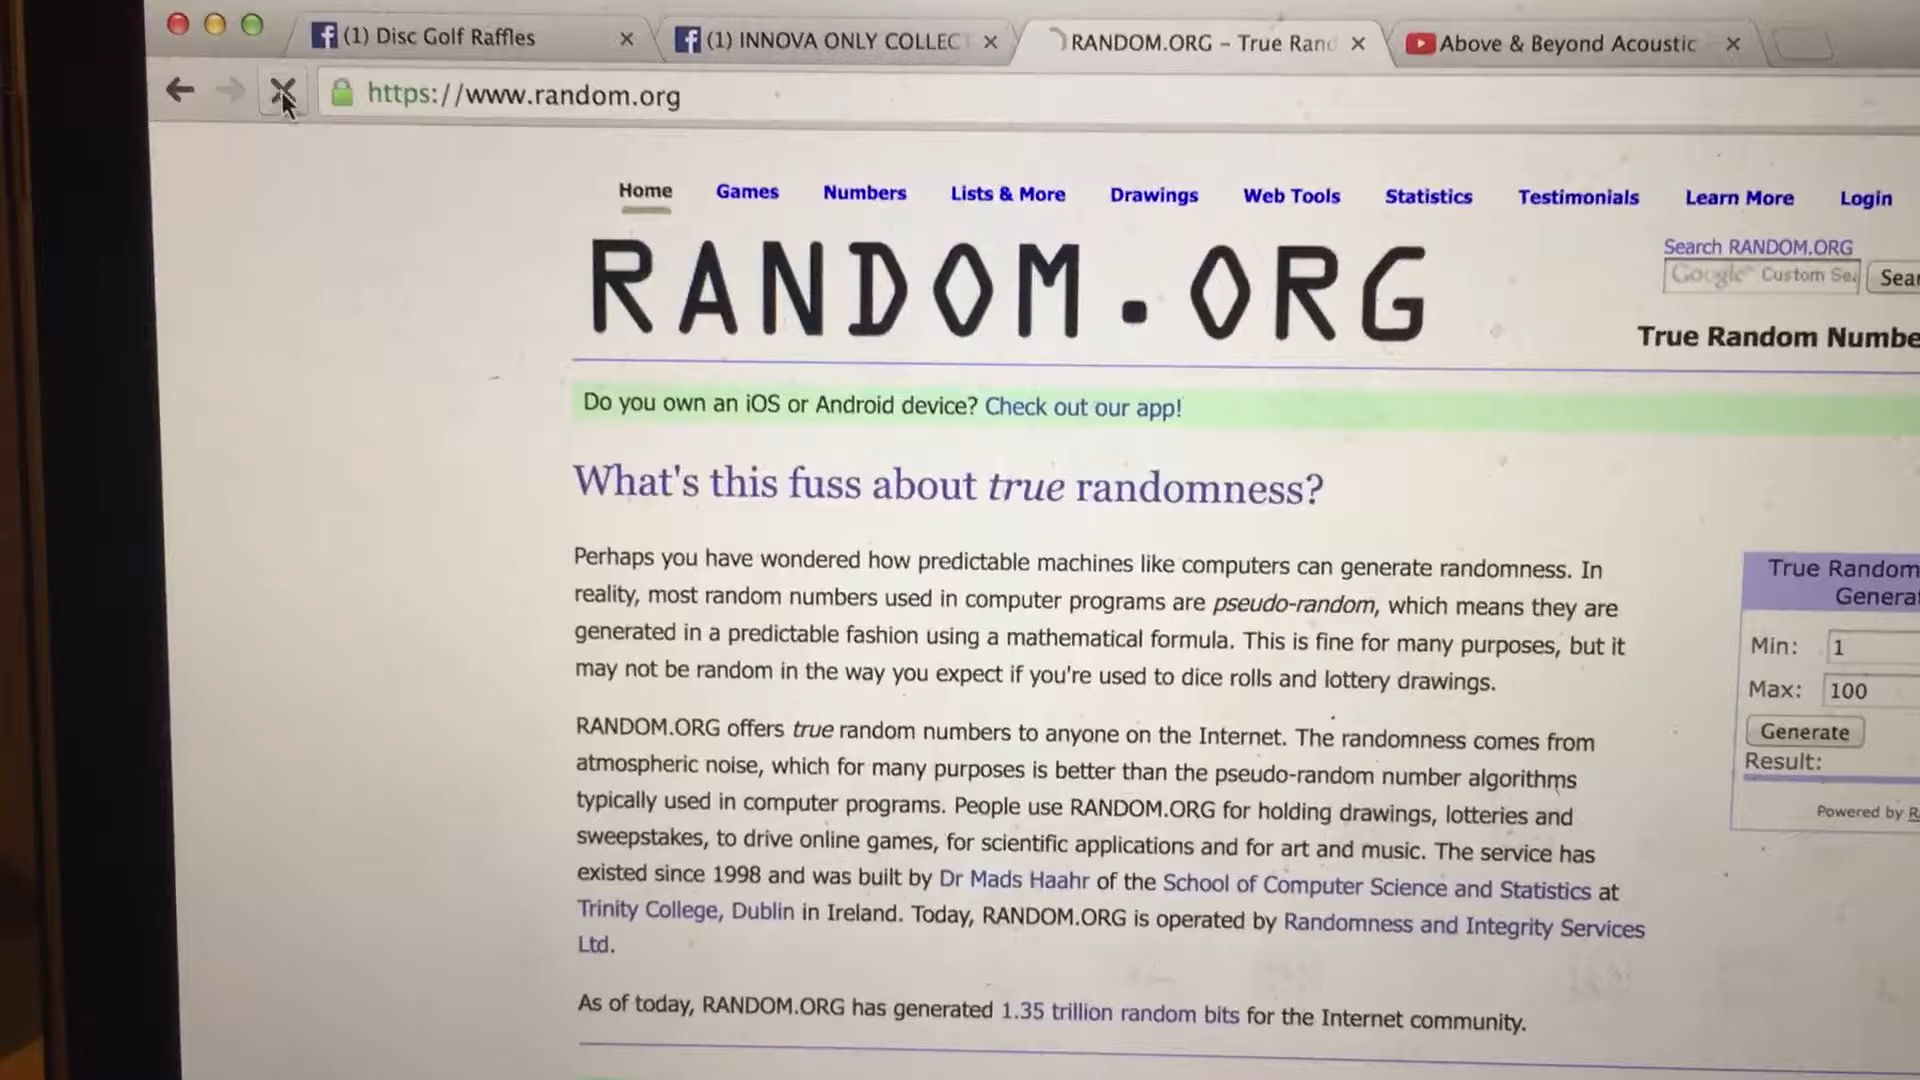 (1) Disc Golf Raffles
(1) INNOVA ONLY COLLECT
RANDOM.ORG - True Rand
Above & Beyond Acoustic
https://www.random.org
Home Games Numbers Lists & More Drawings Web Tools Statistics Testimonials Learn More Login
Search RANDOM.ORG
Google Custom Sea
Sear
RANDOM.ORG
True Random Numbe
Do you own an iOS or Android device? Check out our app!
What's this fuss about true randomness?
Perhaps you have wondered how predictable machines like computers can generate randomness. In
reality, most random numbers used in computer programs are pseudo-random, which means they are
generated in a predictable fashion using a mathematical formula. This is fine for many purposes, but it
may not be random in the way you expect if you're used to dice rolls and lottery drawings.
RANDOM.ORG offers true random numbers to anyone on the Internet. The randomness comes from
atmospheric noise, which for many purposes is better than the pseudo-random number algorithms
typically used in computer programs. People use RANDOM.ORG for holding drawings, lotteries and
sweepstakes, to drive online games, for scientific applications and for art and music. The service has
existed since 1998 and was built by Dr Mads Haahr of the School of Computer Science and Statistics at
Trinity College, Dublin in Ireland. Today, RANDOM.ORG is operated by Randomness and Integrity Services
Ltd.
As of today, RANDOM.ORG has generated 1.35 trillion random bits for the Internet community.
True Random
Generat
Min: 1
Max: 100
Generate
Result:
Powered by R